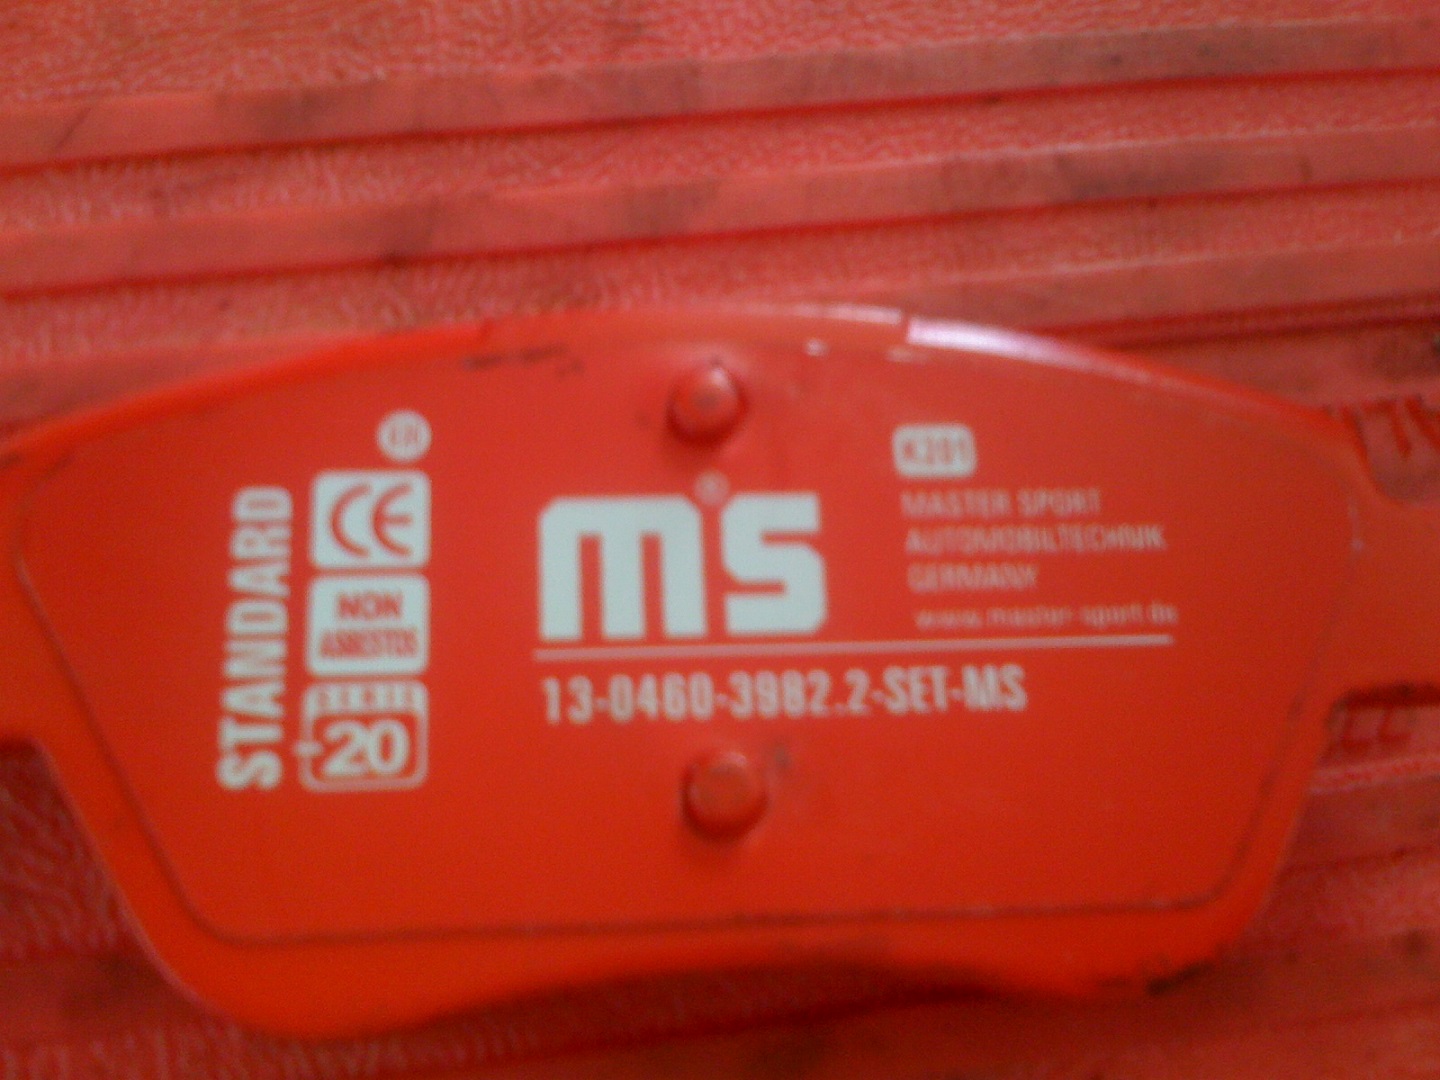 STANDARD
CE
NON
ASBESTOS
20
ms
®
K201
MASTER SPORT
AUTOMOBILTECHNIK
GERMANY
www.master-sport.de
13-0460-3982.2-SET-MS